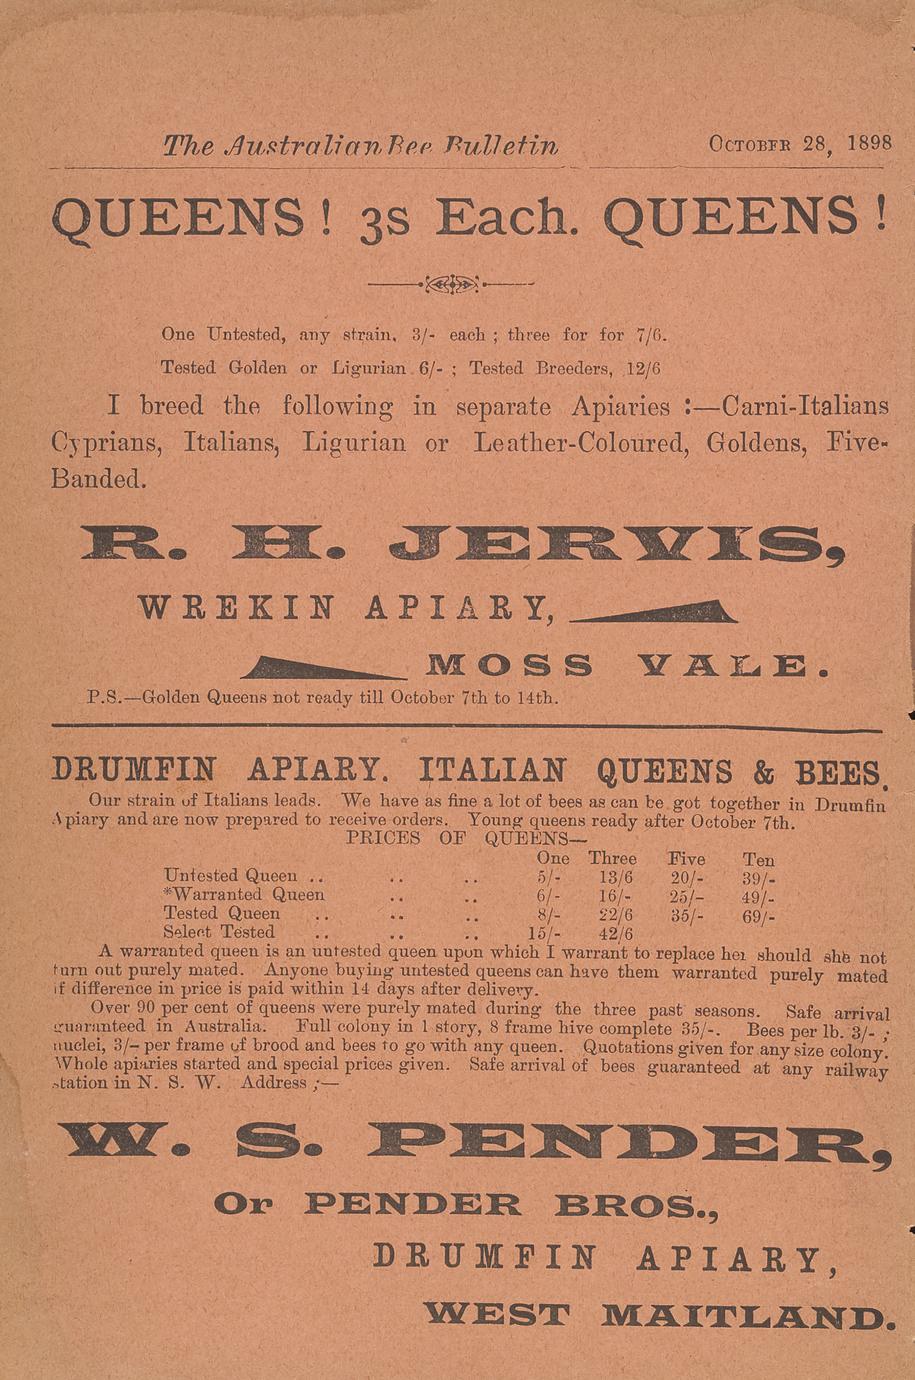 The Australian Bee Bulletin OCTOBER 28, 1898
QUEENS! 3s Each. QUEENS!
One Untested, any strain, 3/- each ; three for for 7/6.
Tested Golden or Ligurian 6/- ; Tested Breeders, 12/6
I breed the following in separate Apiaries :—Carni-Italians
Cyprians, Italians, Ligurian or Leather-Coloured, Goldens, Five-
Banded.
R. H. JERVIS,
WREKIN APIARY,
MOSS VALE.
P.S.—Golden Queens not ready till October 7th to 14th.
DRUMFIN APIARY. ITALIAN QUEENS & BEES.
Our strain of Italians leads. We have as fine a lot of bees as can be got together in Drumfin
Apiary and are now prepared to receive orders. Young queens ready after October 7th.
PRICES OF QUEENS—
One Three Five Ten
Untested Queen .. .. .. 5/- 13/6 20/- 39/-
*Warranted Queen .. .. 6/- 16/- 25/- 49/-
Tested Queen .. .. .. 8/- 22/6 35/- 69/-
Select Tested .. .. .. 15/- 42/6
A warranted queen is an untested queen upon which I warrant to replace her should she not
turn out purely mated. Anyone buying untested queens can have them warranted purely mated
if difference in price is paid within 14 days after delivery.
Over 90 per cent of queens were purely mated during the three past seasons. Safe arrival
guaranteed in Australia. Full colony in 1 story, 8 frame hive complete 35/-. Bees per lb. 3/- ;
nuclei, 3/- per frame of brood and bees to go with any queen. Quotations given for any size colony.
Whole apiaries started and special prices given. Safe arrival of bees guaranteed at any railway
station in N. S. W. Address ;—
W. S. PENDER,
Or PENDER BROS.,
DRUMFIN APIARY,
WEST MAITLAND.